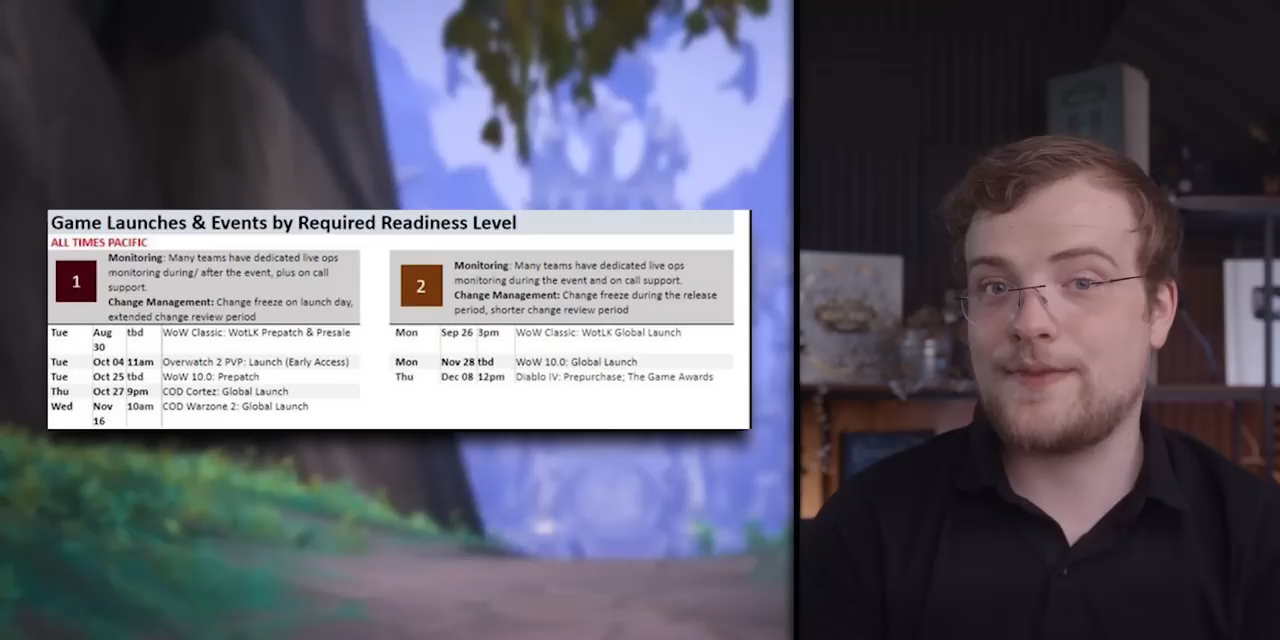 Game Launches & Events by Required Readiness Level
ALL TIMES PACIFIC
1
Monitoring: Many teams have dedicated live ops
monitoring during/ after the event, plus on call
support.
Change Management: Change freeze on launch day,
extended change review period
Tue Aug 30 tbd WoW Classic: WotLK Prepatch & Presale
Tue Oct 04 11am Overwatch 2 PVP: Launch (Early Access)
Tue Oct 25 tbd WoW 10.0: Prepatch
Thu Oct 27 9pm COD Cortez: Global Launch
Wed Nov 16 10am COD Warzone 2: Global Launch
2
Monitoring: Many teams have dedicated live ops
monitoring during the event and on call support.
Change Management: Change freeze during the release
period, shorter change review period
Mon Sep 26 3pm WoW Classic: WotLK Global Launch
Mon Nov 28 tbd WoW 10.0: Global Launch
Thu Dec 08 12pm Diablo IV: Prepurchase; The Game Awards